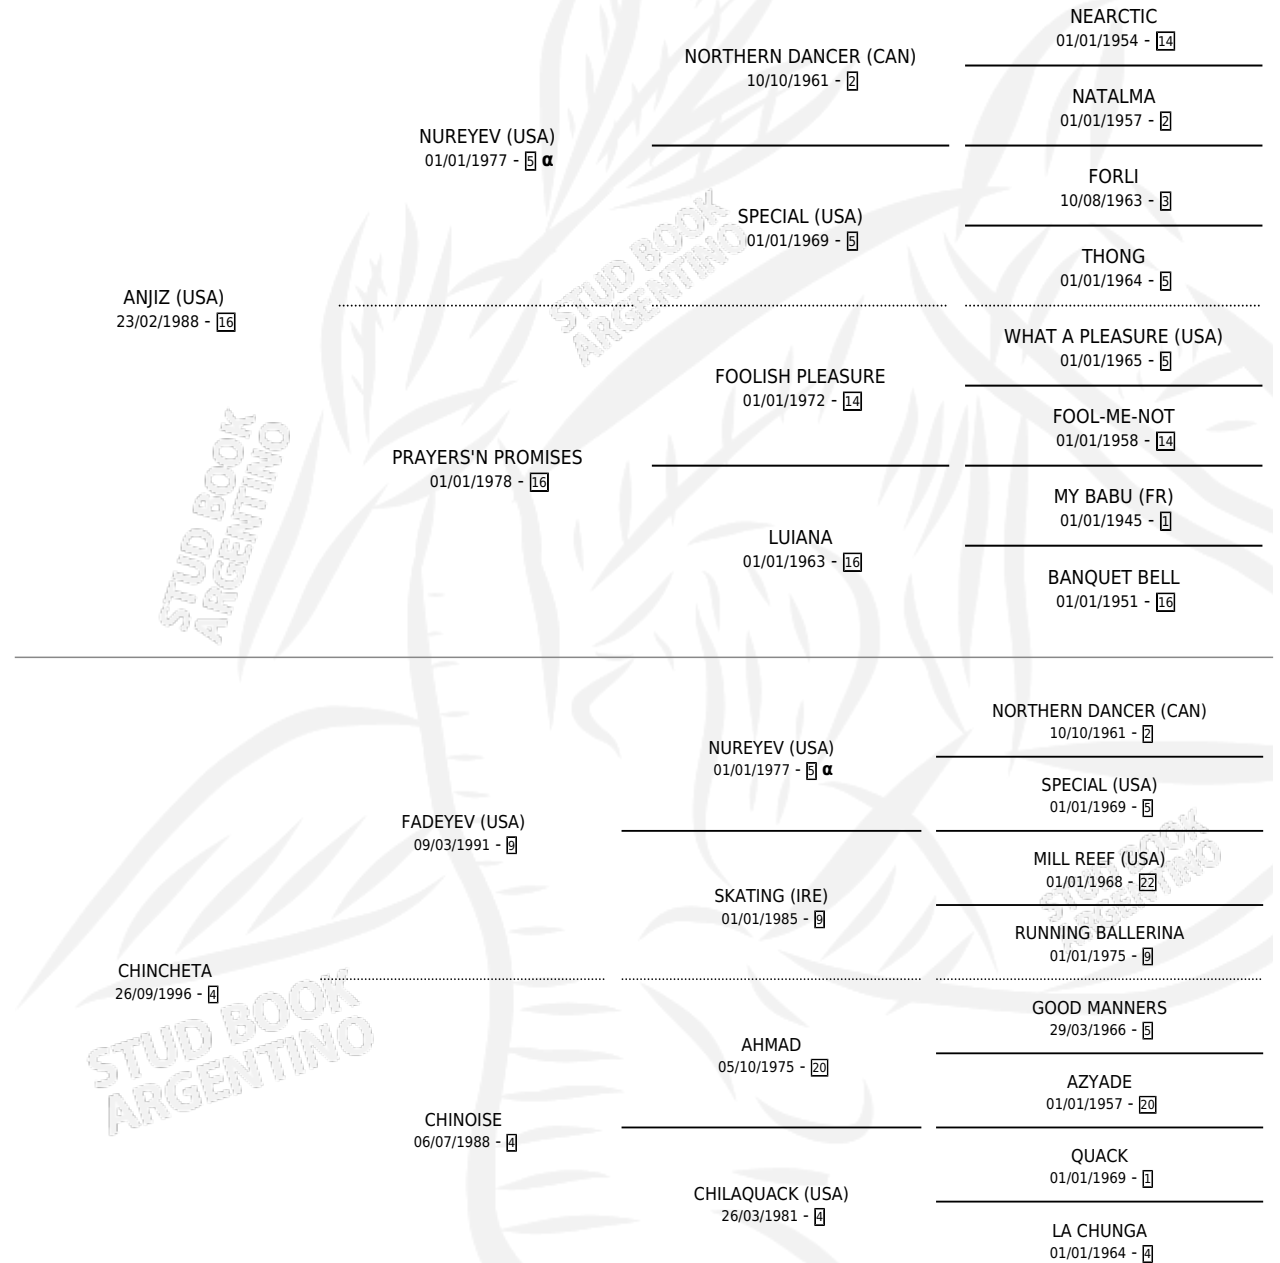 NEARCTIC
01/01/1954 - 14
NORTHERN DANCER (CAN)
10/10/1961 - 2
NATALMA
01/01/1957 - 2
NUREYEV (USA)
01/01/1977 - 5 α
FORLI
10/08/1963 - 3
SPECIAL (USA)
01/01/1969 - 5
THONG
01/01/1964 - 5
ANJIZ (USA)
23/02/1988 - 16
WHAT A PLEASURE (USA)
01/01/1965 - 5
FOOLISH PLEASURE
01/01/1972 - 14
FOOL-ME-NOT
01/01/1958 - 14
PRAYERS'N PROMISES
01/01/1978 - 16
MY BABU (FR)
01/01/1945 - 1
LUIANA
01/01/1963 - 16
BANQUET BELL
01/01/1951 - 16
NORTHERN DANCER (CAN)
10/10/1961 - 2
NUREYEV (USA)
01/01/1977 - 5 α
SPECIAL (USA)
01/01/1969 - 5
FADEYEV (USA)
09/03/1991 - 9
MILL REEF (USA)
01/01/1968 - 22
SKATING (IRE)
01/01/1985 - 9
RUNNING BALLERINA
01/01/1975 - 9
CHINCHETA
26/09/1996 - 4
GOOD MANNERS
29/03/1966 - 5
AHMAD
05/10/1975 - 20
AZYADE
01/01/1957 - 20
CHINOISE
06/07/1988 - 4
QUACK
01/01/1969 - 1
CHILAQUACK (USA)
26/03/1981 - 4
LA CHUNGA
01/01/1964 - 4
STUD BOOK
ARGENTINO
STUD BOOK
ARGENTINO
STUD BOOK
ARGENTINO
STUD BOOK
ARGENTINO